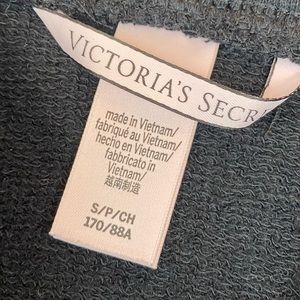 VICTORIA'S SECR
made in Vietnam/
fabriqué au Vietnam/
hecho en Vietnam/
fabbricato in
Vietnam/
越南制造
S/P/CH
170/88A